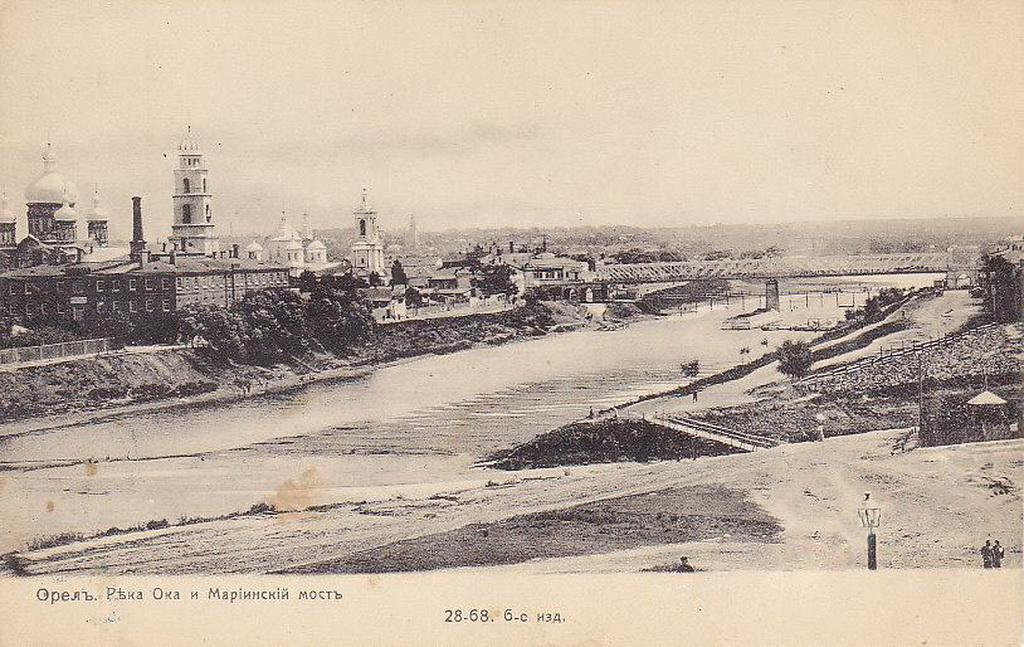 Орелъ. Рѣка Ока и Маріинскій мостъ
28-68. 6-е изд.